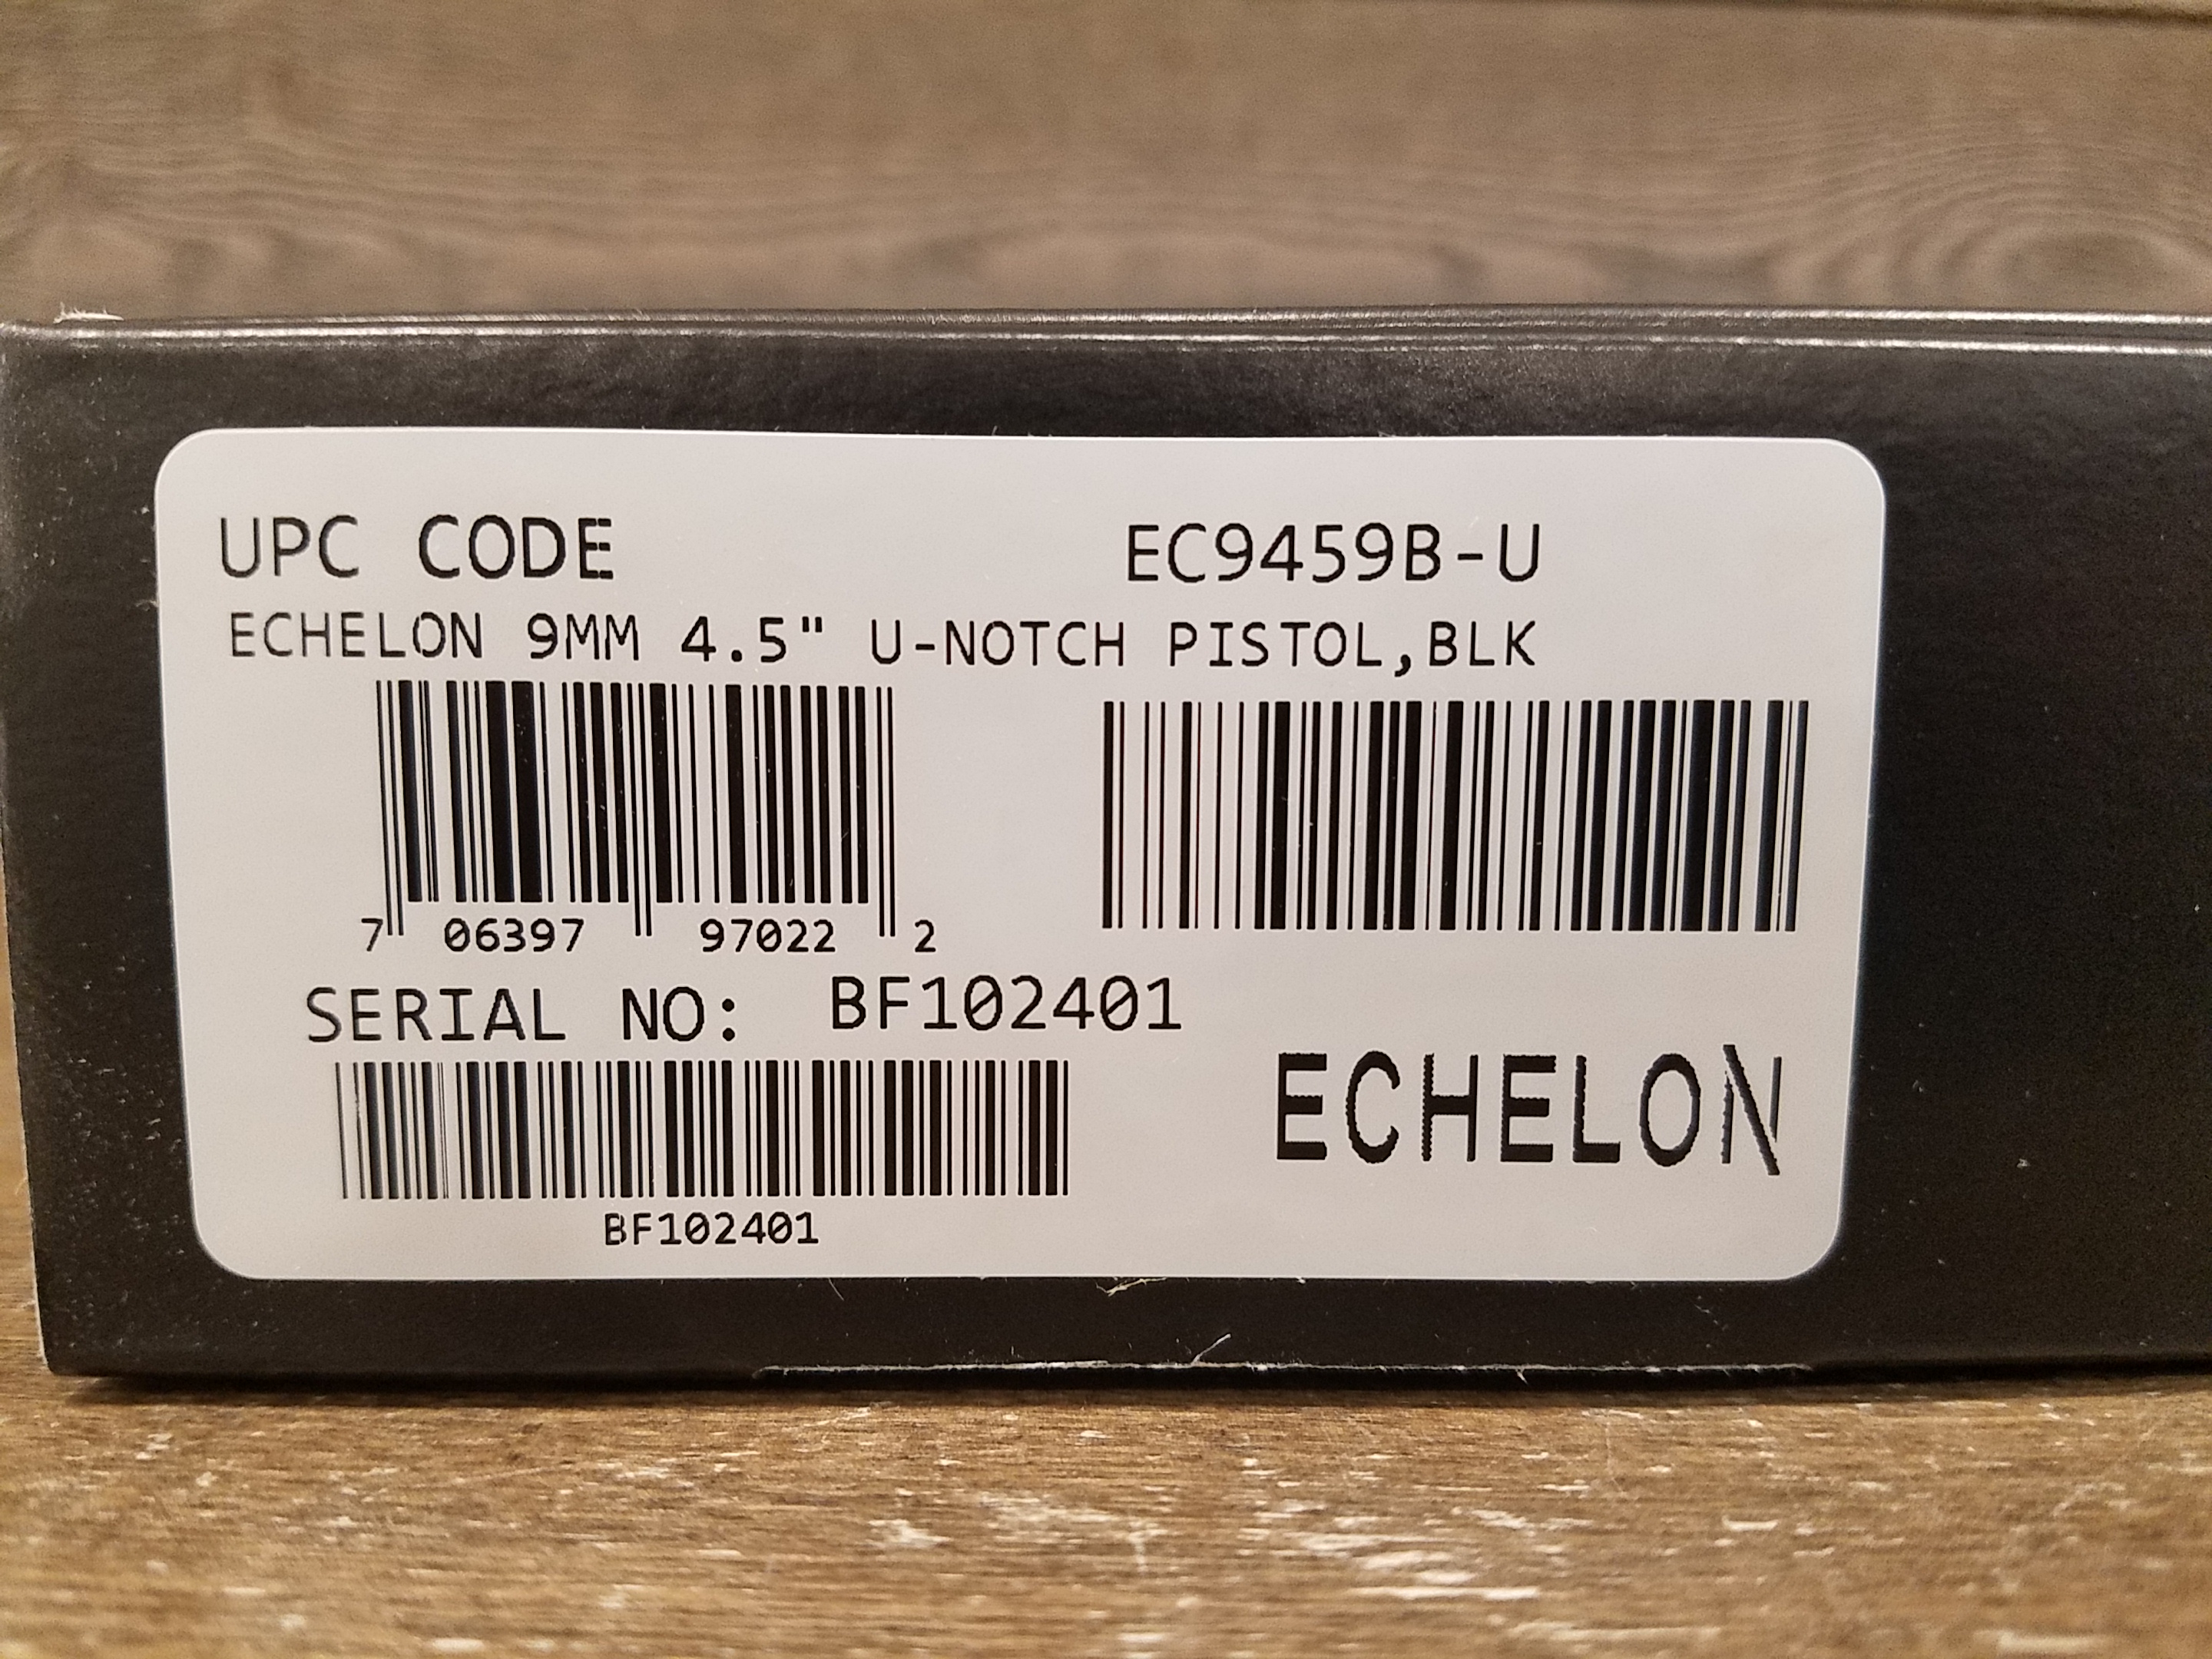 UPC CODE EC9459B-U
ECHELON 9MM 4.5" U-NOTCH PISTOL,BLK
7 06397 97022 2
SERIAL NO: BF102401
ECHELON
BF102401